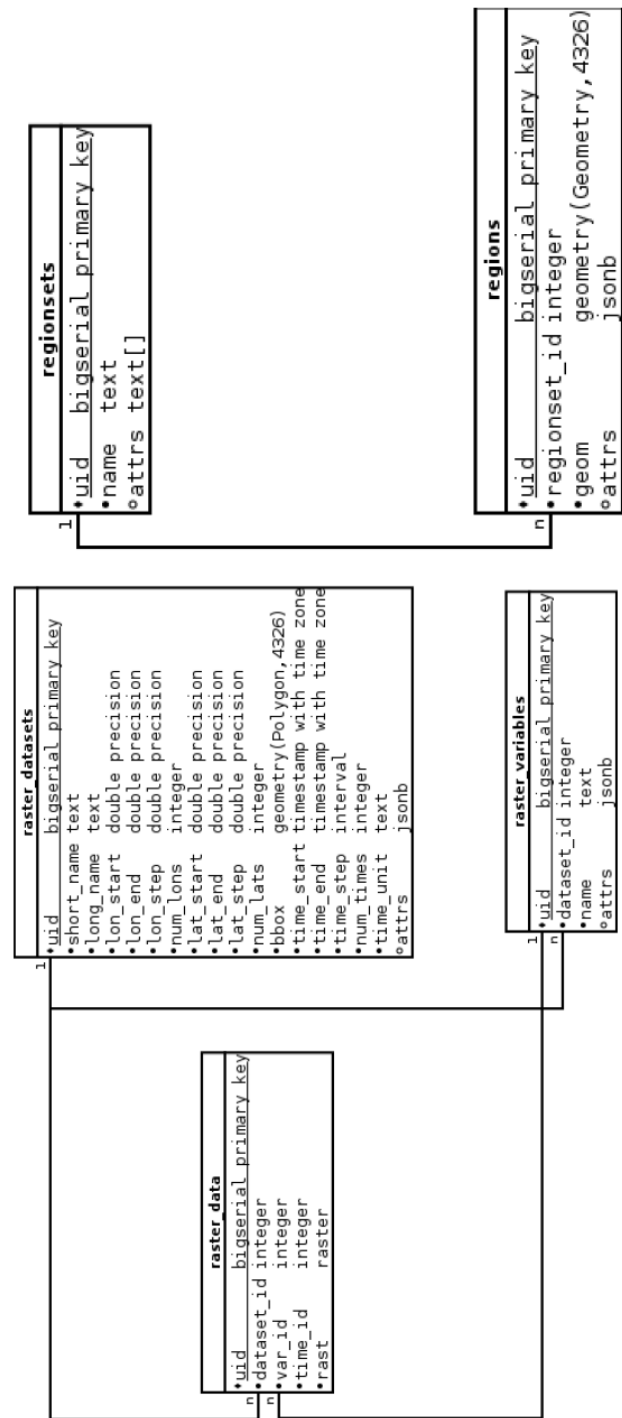 regionsets
•uid bigserial primary key
•name text
oattrs text[]
1
regions
•uid bigserial primary key
•regionset_id integer
•geom geometry(Geometry,4326)
oattrs jsonb
n
raster_datasets
•uid bigserial primary key
•short_name text
•long_name text
•lon_start double precision
•lon_end double precision
•lon_step double precision
•num_lons integer
•lat_start double precision
•lat_end double precision
•lat_step double precision
•num_lats integer
•bbox geometry(Polygon,4326)
•time_start timestamp with time zone
•time_end timestamp with time zone
•time_step interval
•num_times integer
•time_unit text
oattrs jsonb
1
raster_variables
•uid bigserial primary key
•dataset_id integer
•name text
oattrs jsonb
1
n
raster_data
•uid bigserial primary key
•dataset_id integer
•var_id integer
•time_id integer
•rast raster
n
n